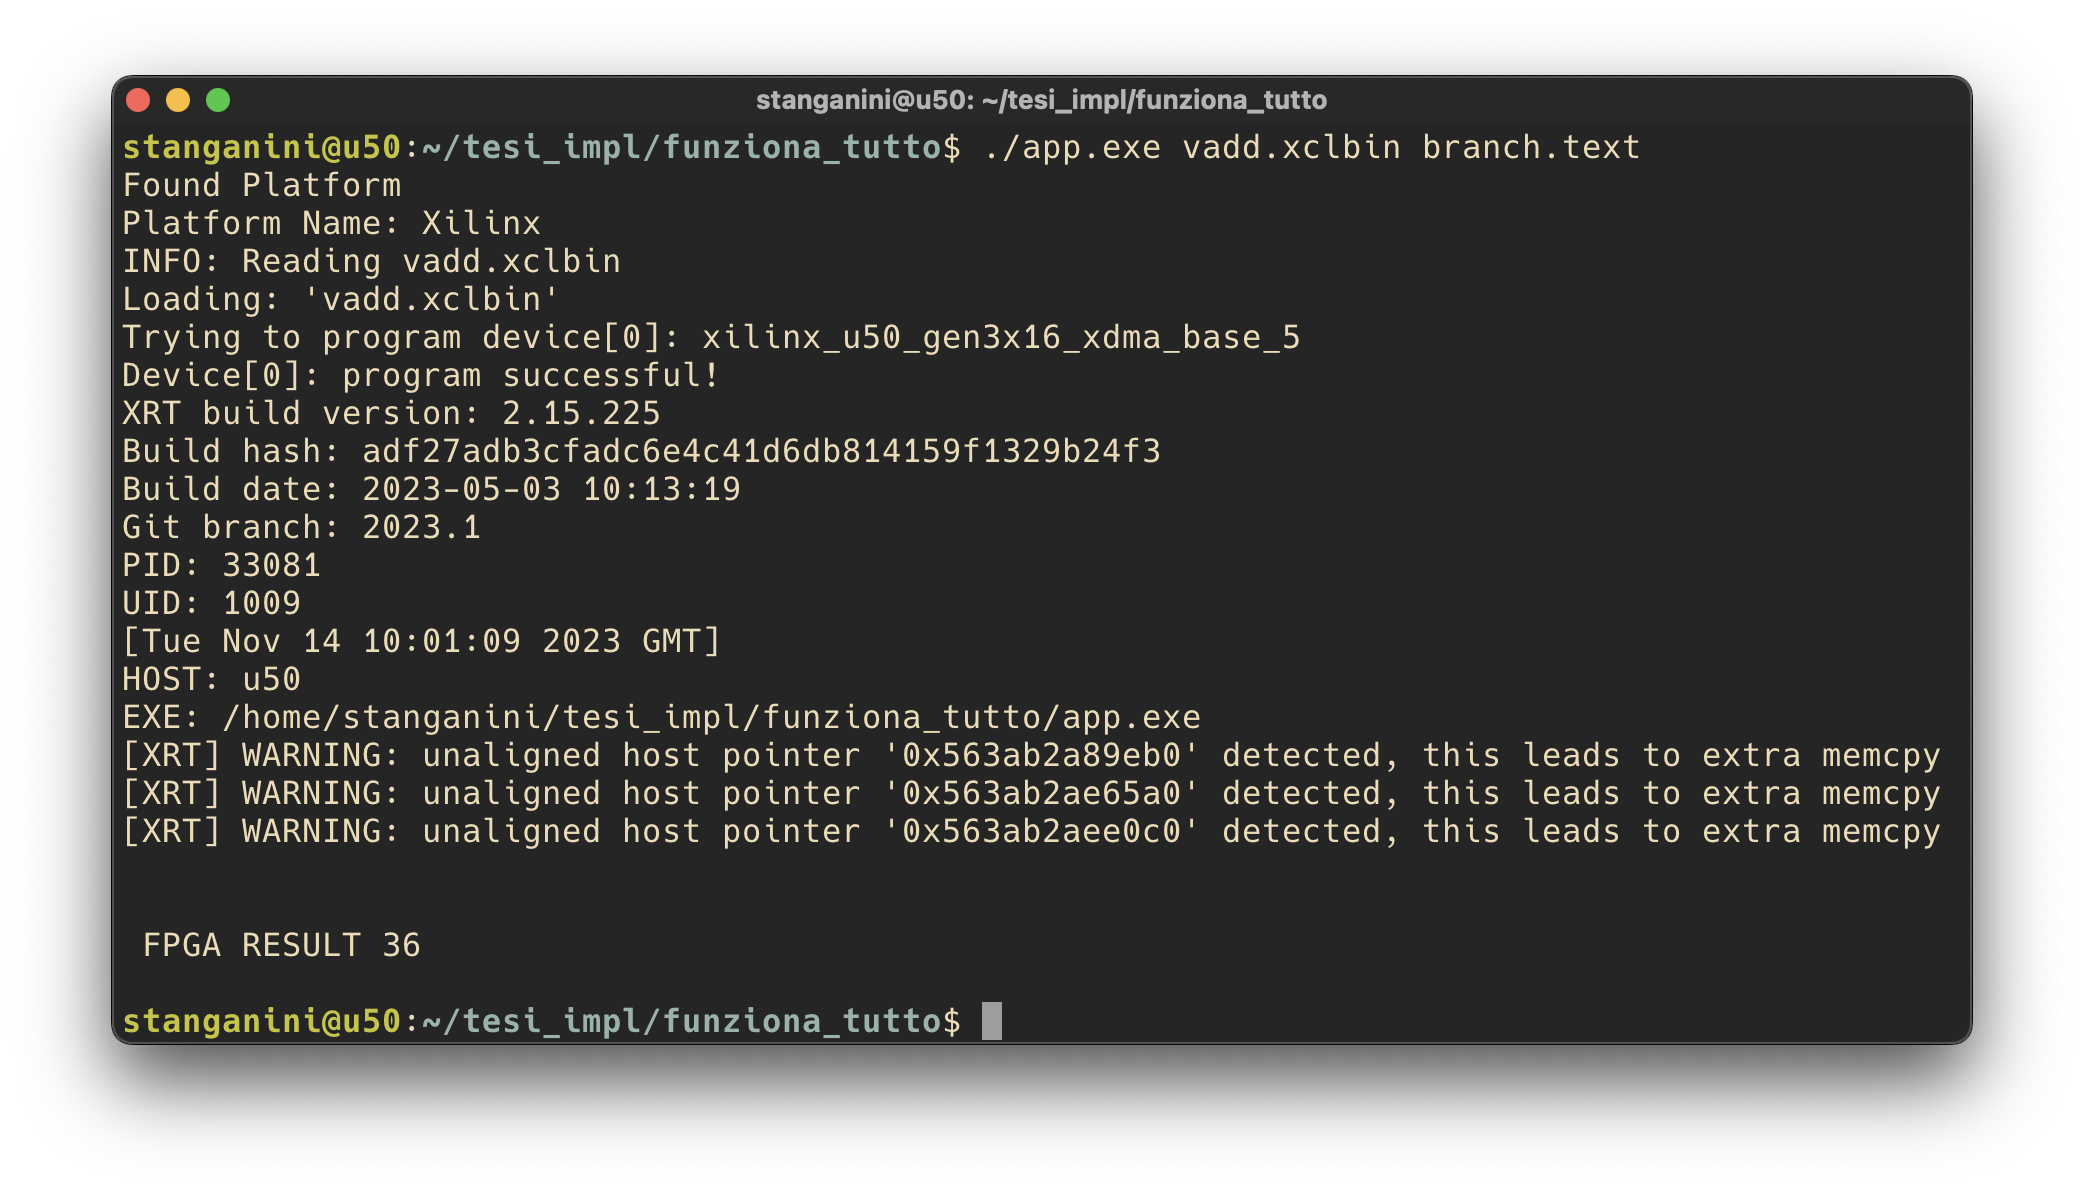 stanganini@u50: ~/tesi_impl/funziona_tutto
stanganini@u50:~/tesi_impl/funziona_tutto$ ./app.exe vadd.xclbin branch.text
Found Platform
Platform Name: Xilinx
INFO: Reading vadd.xclbin
Loading: 'vadd.xclbin'
Trying to program device[0]: xilinx_u50_gen3x16_xdma_base_5
Device[0]: program successful!
XRT build version: 2.15.225
Build hash: adf27adb3cfadc6e4c41d6db814159f1329b24f3
Build date: 2023-05-03 10:13:19
Git branch: 2023.1
PID: 33081
UID: 1009
[Tue Nov 14 10:01:09 2023 GMT]
HOST: u50
EXE: /home/stanganini/tesi_impl/funziona_tutto/app.exe
[XRT] WARNING: unaligned host pointer '0x563ab2a89eb0' detected, this leads to extra memcpy
[XRT] WARNING: unaligned host pointer '0x563ab2ae65a0' detected, this leads to extra memcpy
[XRT] WARNING: unaligned host pointer '0x563ab2aee0c0' detected, this leads to extra memcpy
FPGA RESULT 36
stanganini@u50:~/tesi_impl/funziona_tutto$